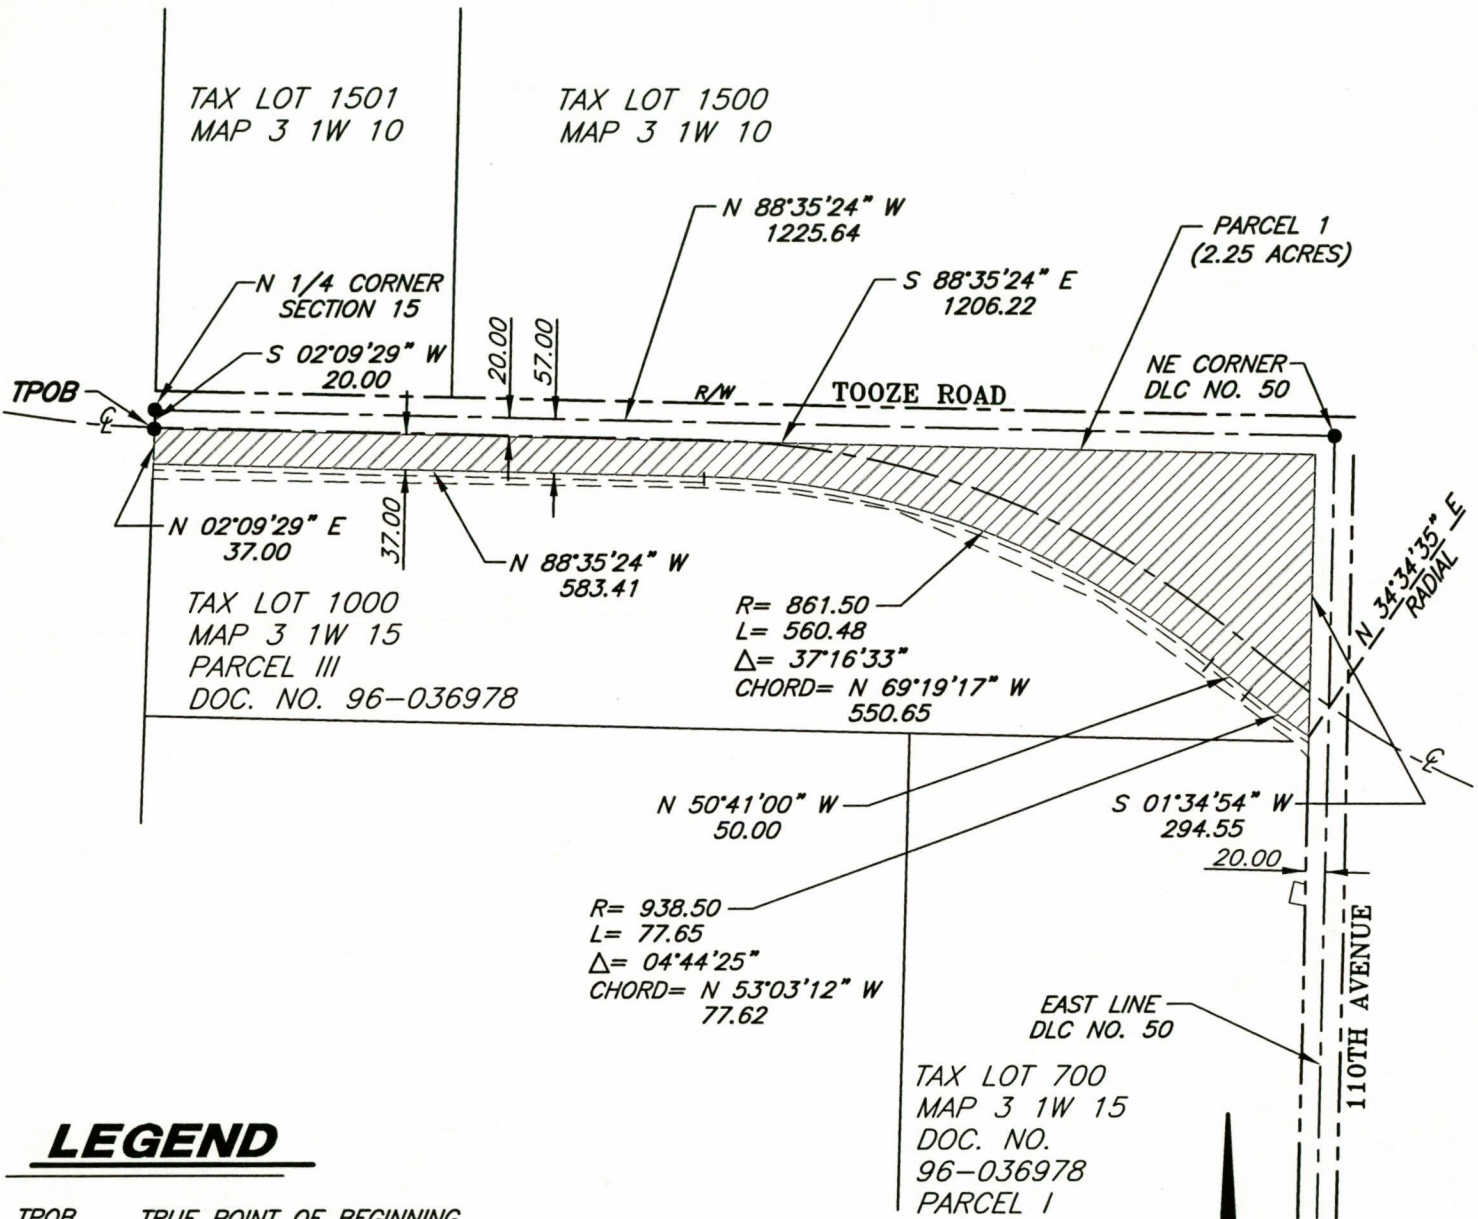 TAX LOT 1501
MAP 3 1W 10
TAX LOT 1500
MAP 3 1W 10
N 88°35'24" W
1225.64
PARCEL 1
(2.25 ACRES)
N 1/4 CORNER
SECTION 15
S 88°35'24" E
1206.22
S 02°09'29" W
20.00
20.00
57.00
NE CORNER
DLC NO. 50
TPOB
R/W
TOOZE ROAD
℄
N 02°09'29" E
37.00
37.00
N 88°35'24" W
583.41
N 34°34'35" E
RADIAL
TAX LOT 1000
MAP 3 1W 15
PARCEL III
DOC. NO. 96-036978
R= 861.50
L= 560.48
Δ= 37°16'33"
CHORD= N 69°19'17" W
550.65
℄
N 50°41'00" W
50.00
S 01°34'54" W
294.55
20.00
R= 938.50
L= 77.65
Δ= 04°44'25"
CHORD= N 53°03'12" W
77.62
110TH AVENUE
EAST LINE
DLC NO. 50
TAX LOT 700
MAP 3 1W 15
DOC. NO.
96-036978
PARCEL I
LEGEND
TPOB TRUE POINT OF BEGINNING